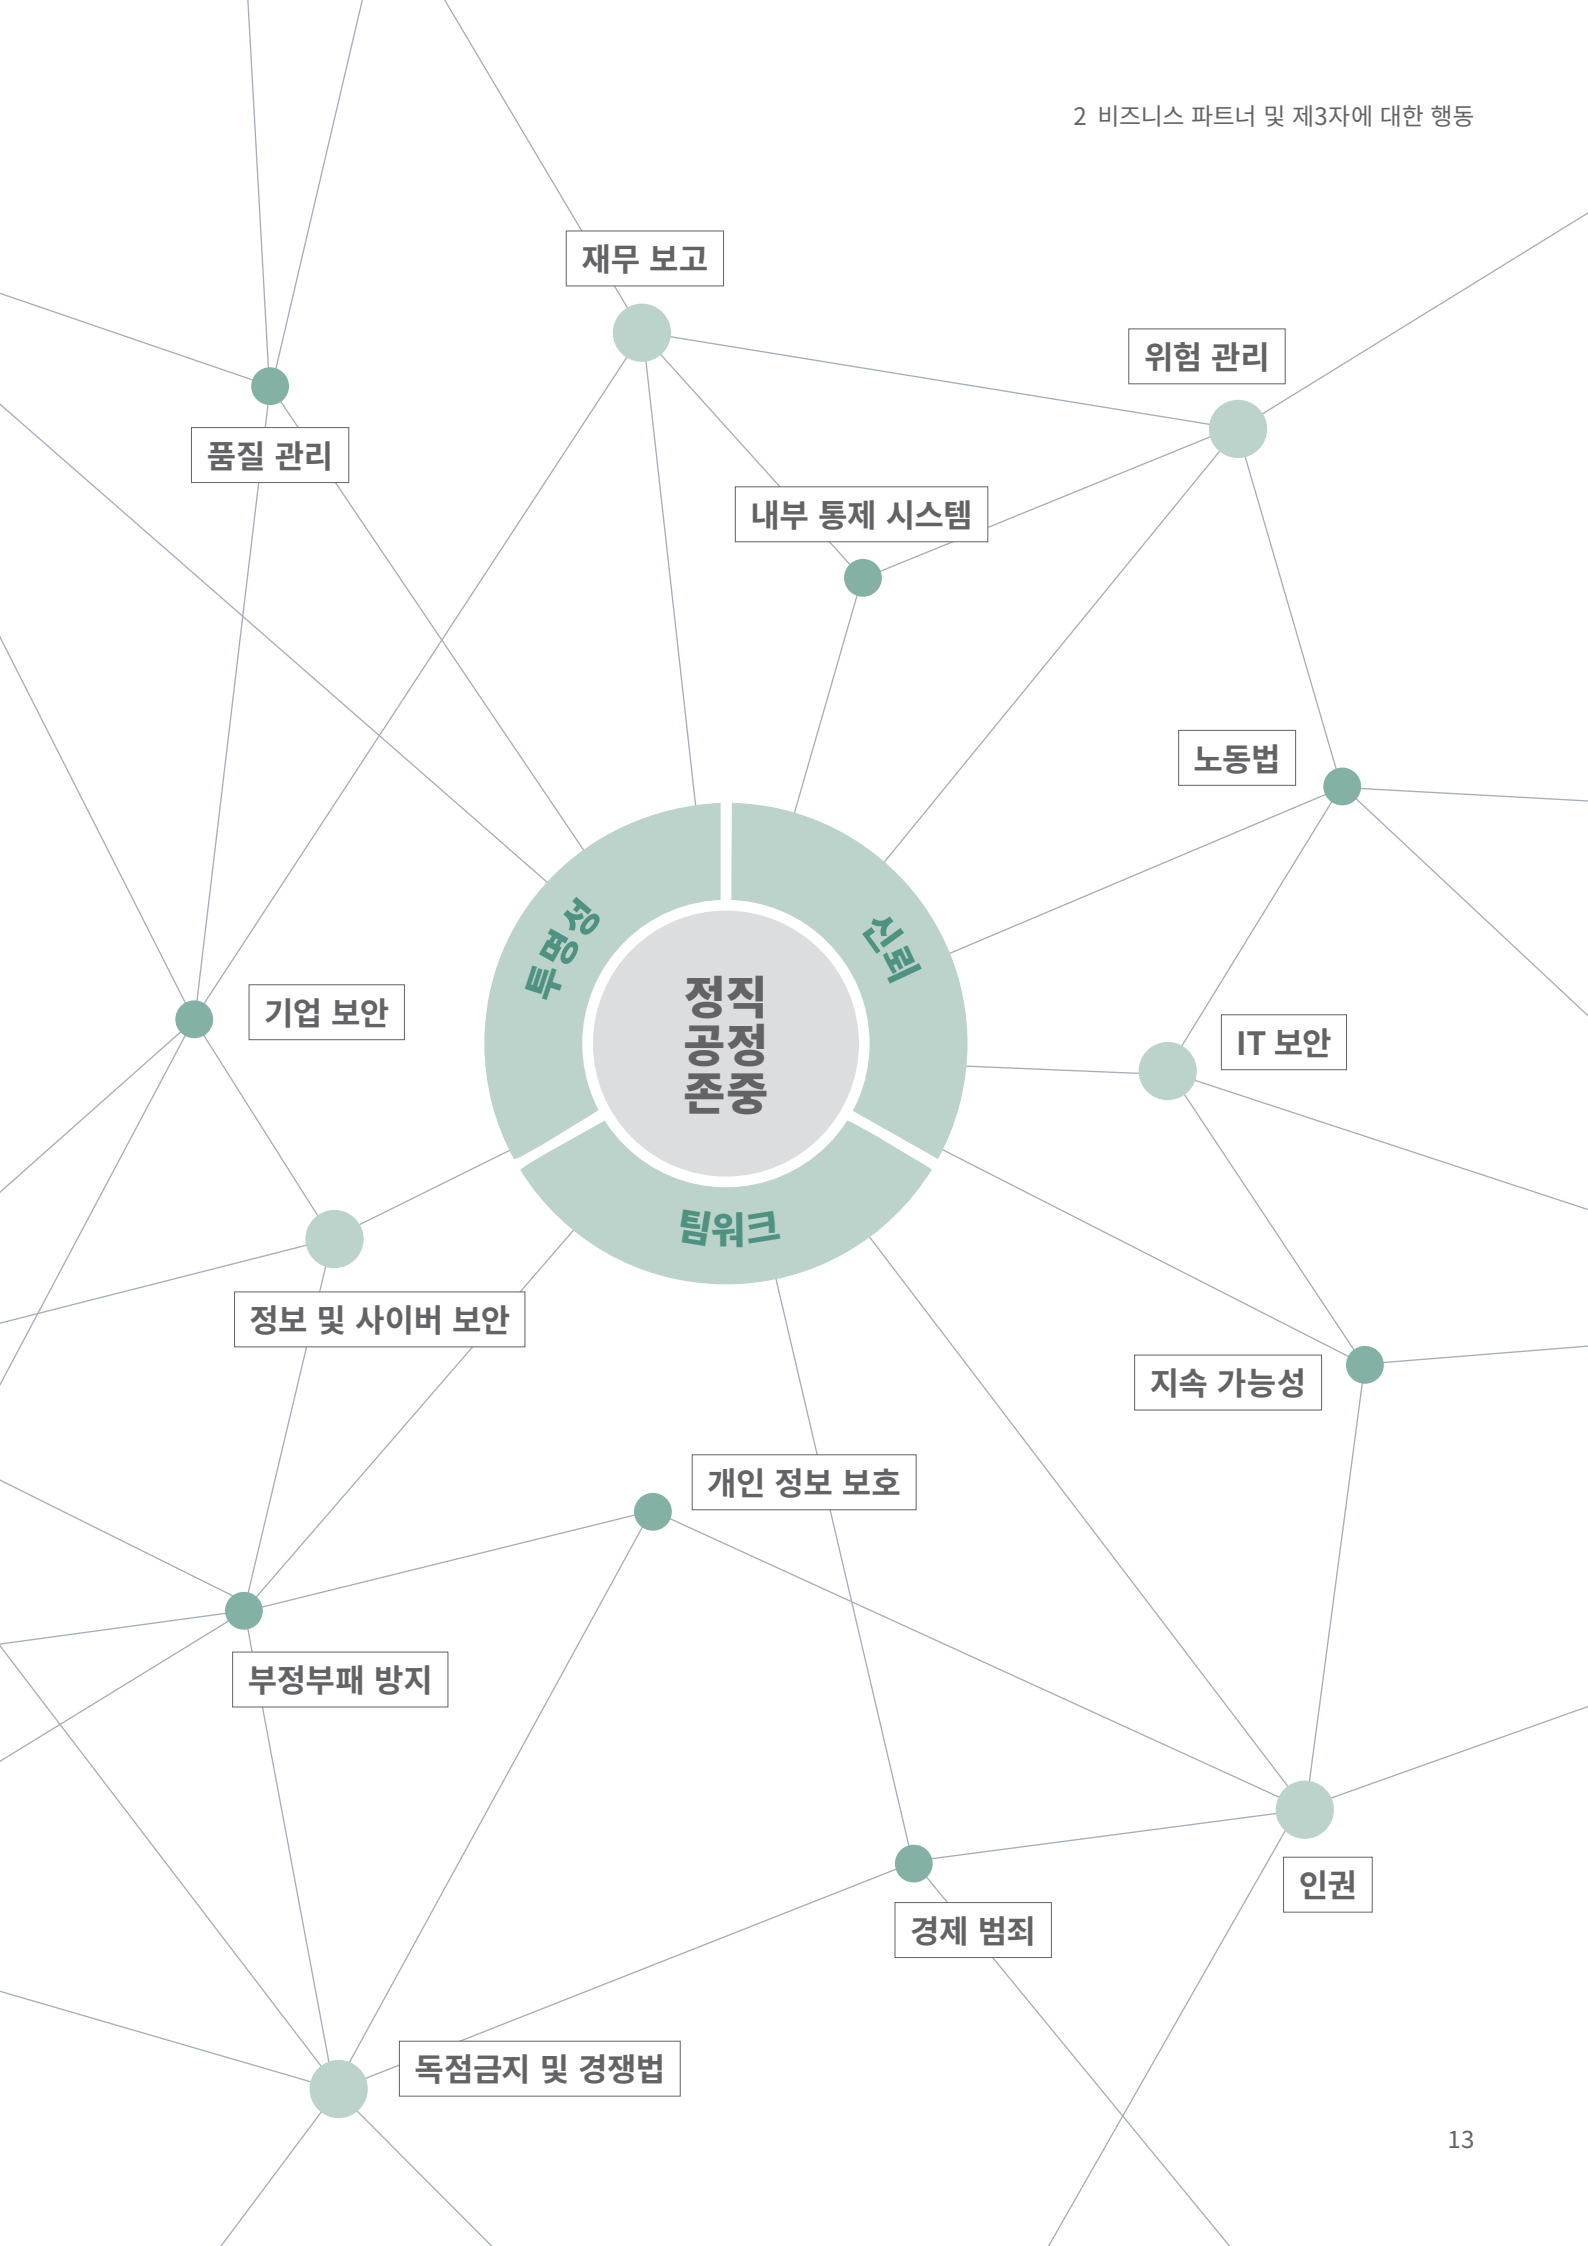 2 비즈니스 파트너 및 제3자에 대한 행동
재무 보고
위험 관리
품질 관리
내부 통제 시스템
노동법
투명성
신뢰
정직
공정
존중
기업 보안
IT 보안
팀워크
정보 및 사이버 보안
지속 가능성
개인 정보 보호
부정부패 방지
인권
경제 범죄
독점금지 및 경쟁법
13